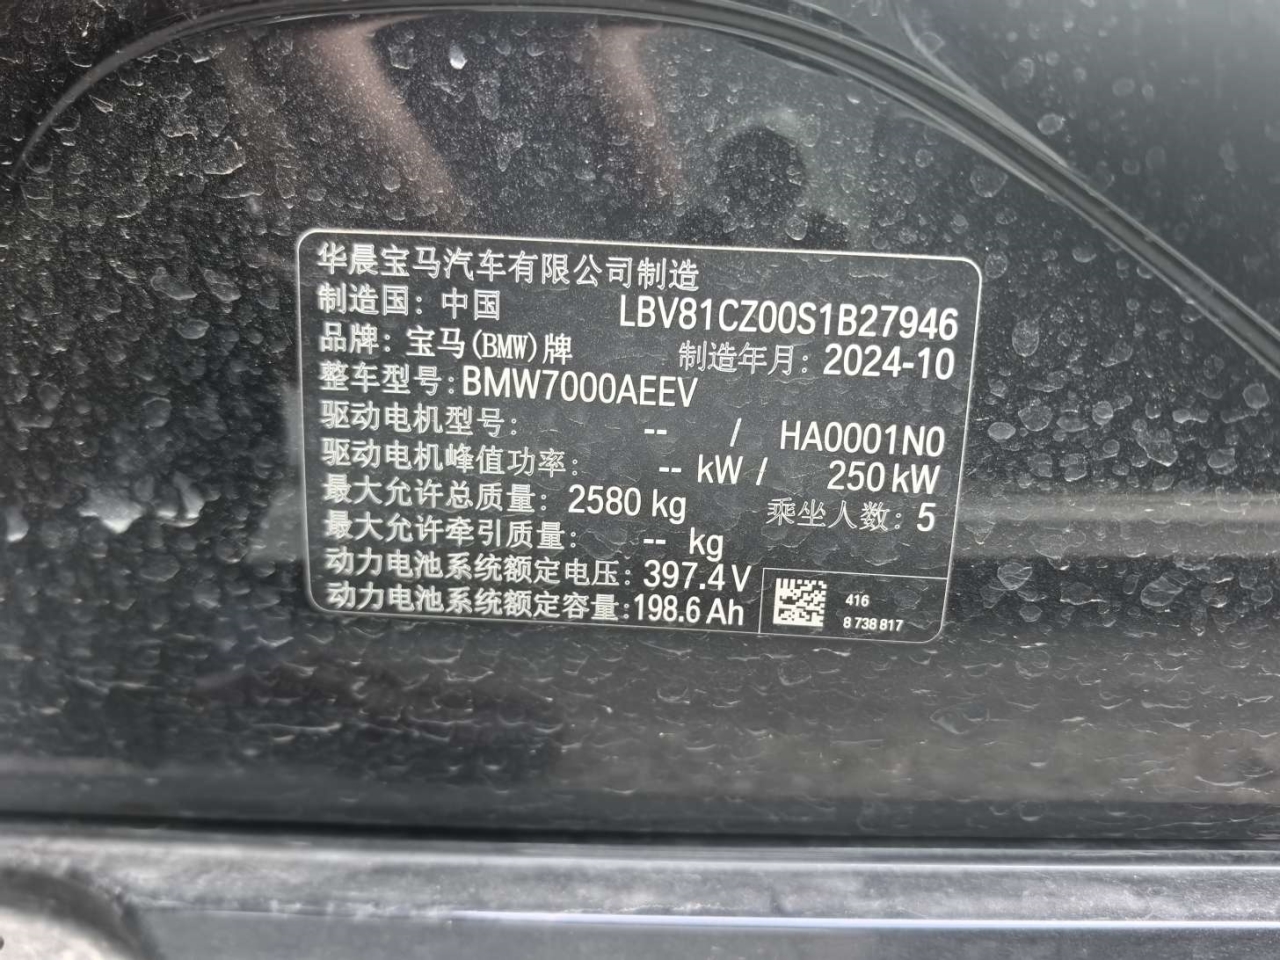 华晨宝马汽车有限公司制造
制造国：中国 LBV81CZ00S1B27946
品牌：宝马(BMW)牌 制造年月：2024-10
整车型号：BMW7000AEEV
驱动电机型号： -- / HA0001N0
驱动电机峰值功率： -- kW / 250 kW
最大允许总质量：2580 kg 乘坐人数：5
最大允许牵引质量： -- kg
动力电池系统额定电压：397.4 V
动力电池系统额定容量：198.6 Ah
416
8 738 817